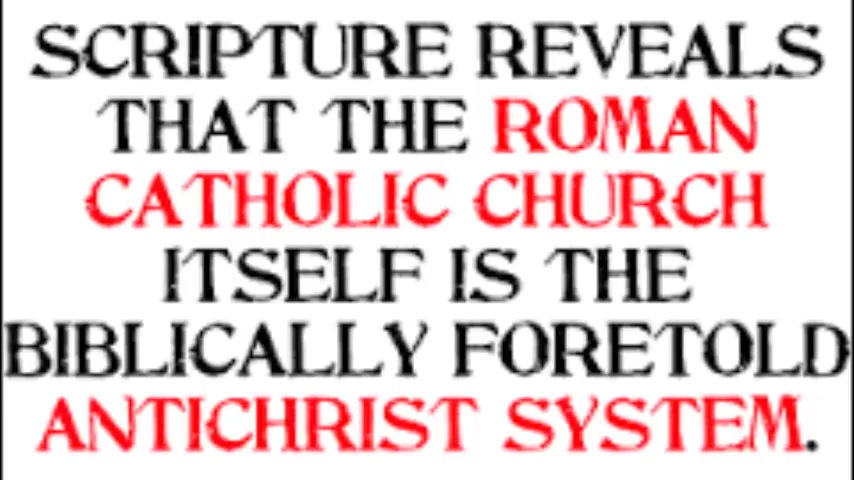 SCRIPTURE REVEALS
THAT THE ROMAN
CATHOLIC CHURCH
ITSELF IS THE
BIBLICALLY FORETOLD
ANTICHRIST SYSTEM.